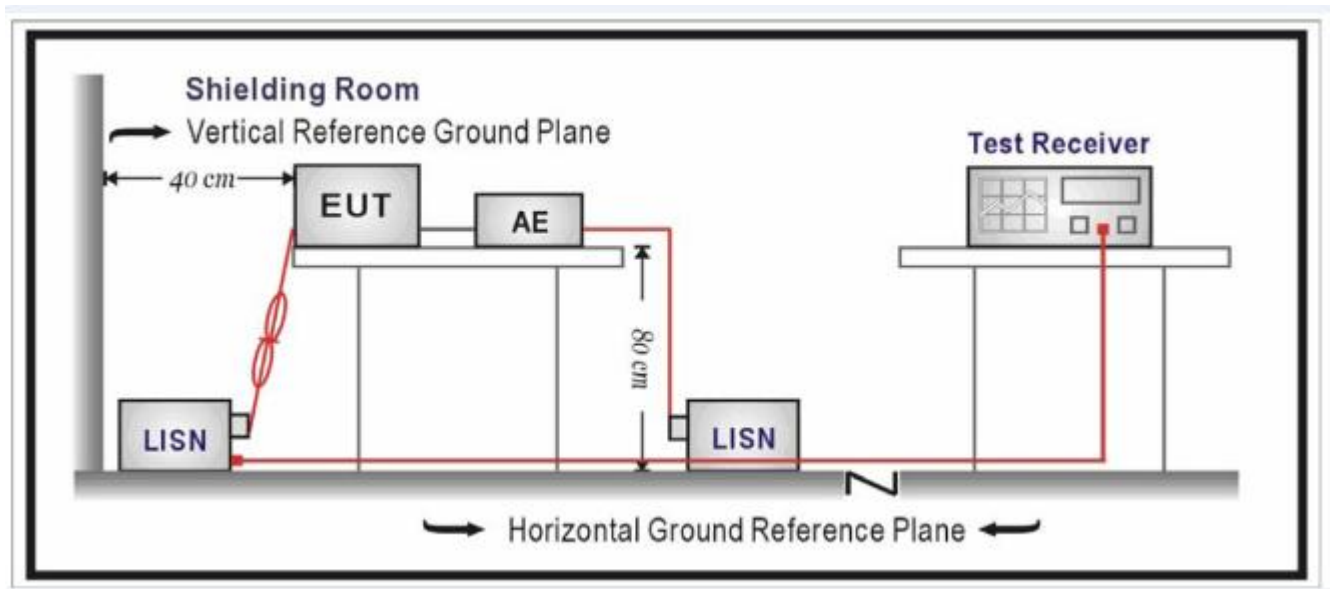 Shielding Room
Vertical Reference Ground Plane
Test Receiver
40 cm
EUT
AE
80 cm
LISN
LISN
Horizontal Ground Reference Plane